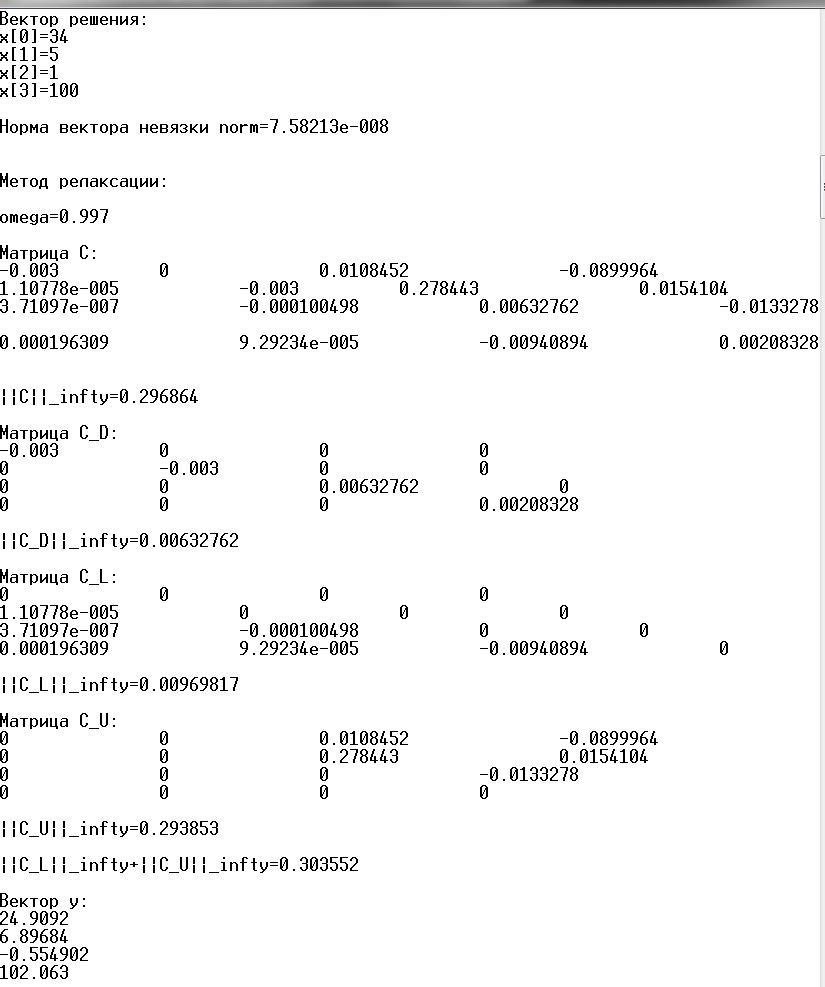 Вектор решения:
x[0]=34
x[1]=5
x[2]=1
x[3]=100
Норма вектора невязки norm=7.58213e-008
Метод релаксации:
omega=0.997
Матрица C:
-0.003 0 0.0108452 -0.0899964
1.10778e-005 -0.003 0.278443 0.0154104
3.71097e-007 -0.000100498 0.00632762 -0.0133278
0.000196309 9.29234e-005 -0.00940894 0.00208328
||C||_infty=0.296864
Матрица C_D:
-0.003 0 0 0
0 -0.003 0 0
0 0 0.00632762 0
0 0 0 0.00208328
||C_D||_infty=0.00632762
Матрица C_L:
0 0 0 0
1.10778e-005 0 0 0
3.71097e-007 -0.000100498 0 0
0.000196309 9.29234e-005 -0.00940894 0
||C_L||_infty=0.00969817
Матрица C_U:
0 0 0.0108452 -0.0899964
0 0 0.278443 0.0154104
0 0 0 -0.0133278
0 0 0 0
||C_U||_infty=0.293853
||C_L||_infty+||C_U||_infty=0.303552
Вектор y:
24.9092
6.89684
-0.554902
102.063